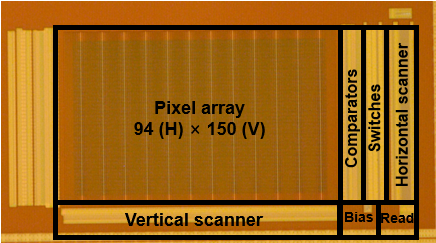 Pixel array
94 (H) × 150 (V)
Comparators
Switches
Horizontal scanner
Vertical scanner
Bias
Read